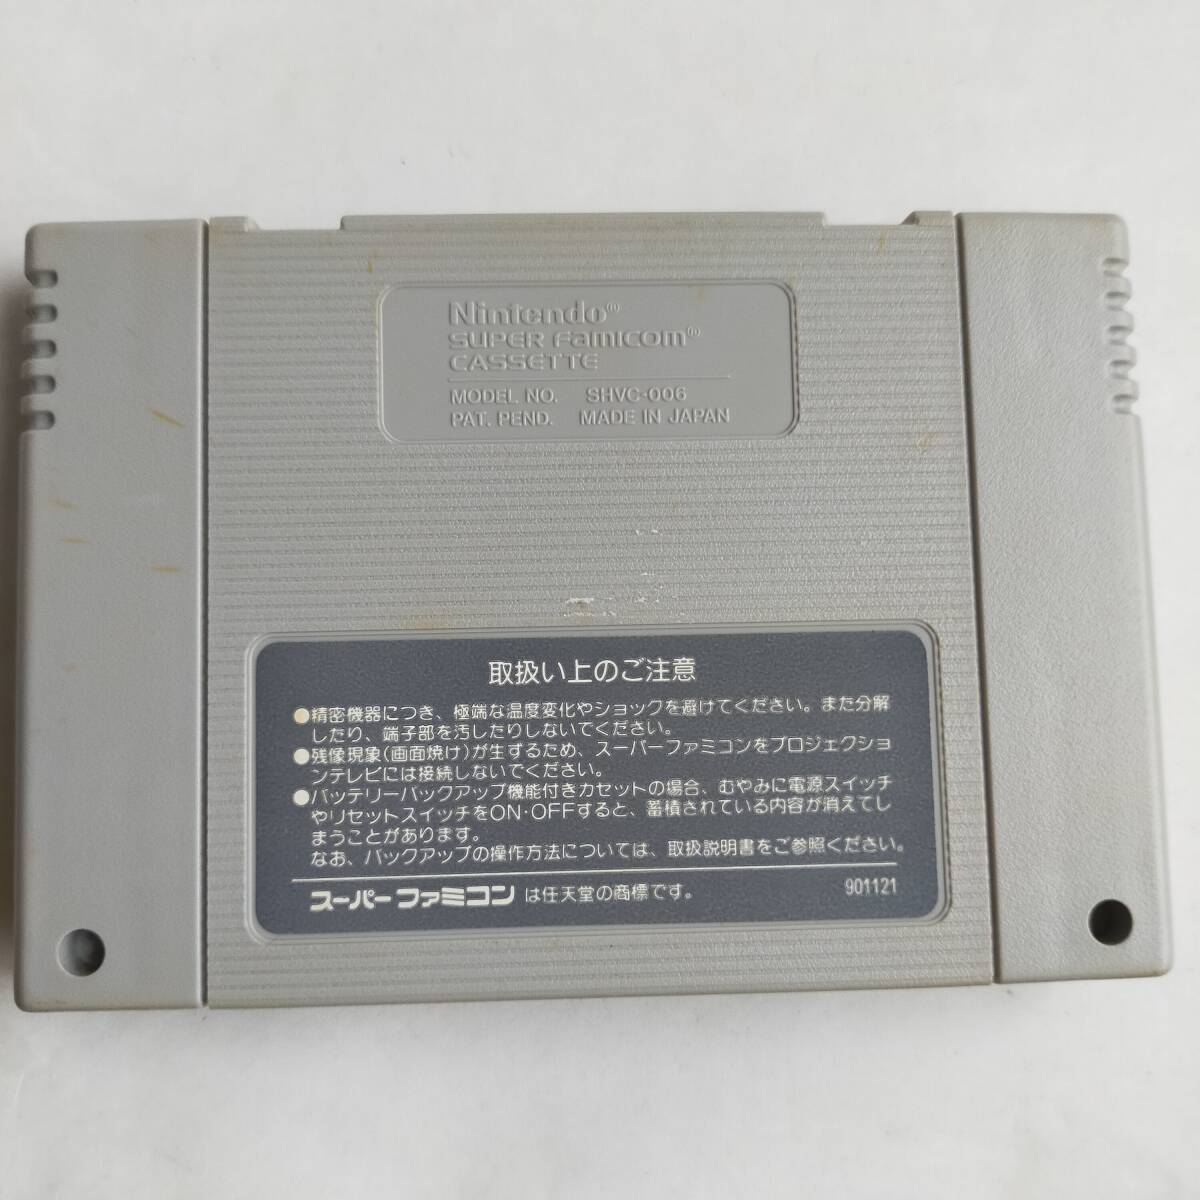 Nintendo®
SUPER FAMICOM®
CASSETTE
MODEL NO. SHVC-006
PAT. PEND. MADE IN JAPAN
取扱い上のご注意
●精密機器につき、極端な温度変化やショックを避けてください。また分解
したり、端子部を汚したりしないでください。
●残像現象(画面焼け)が生ずるため、スーパーファミコンをプロジェクショ
ンテレビには接続しないでください。
●バッテリーバックアップ機能付きカセットの場合、むやみに電源スイッチ
やリセットスイッチをON・OFFすると、蓄積されている内容が消えてし
まうことがあります。
なお、バックアップの操作方法については、取扱説明書をご参照ください。
スーパーファミコン は任天堂の商標です。 901121